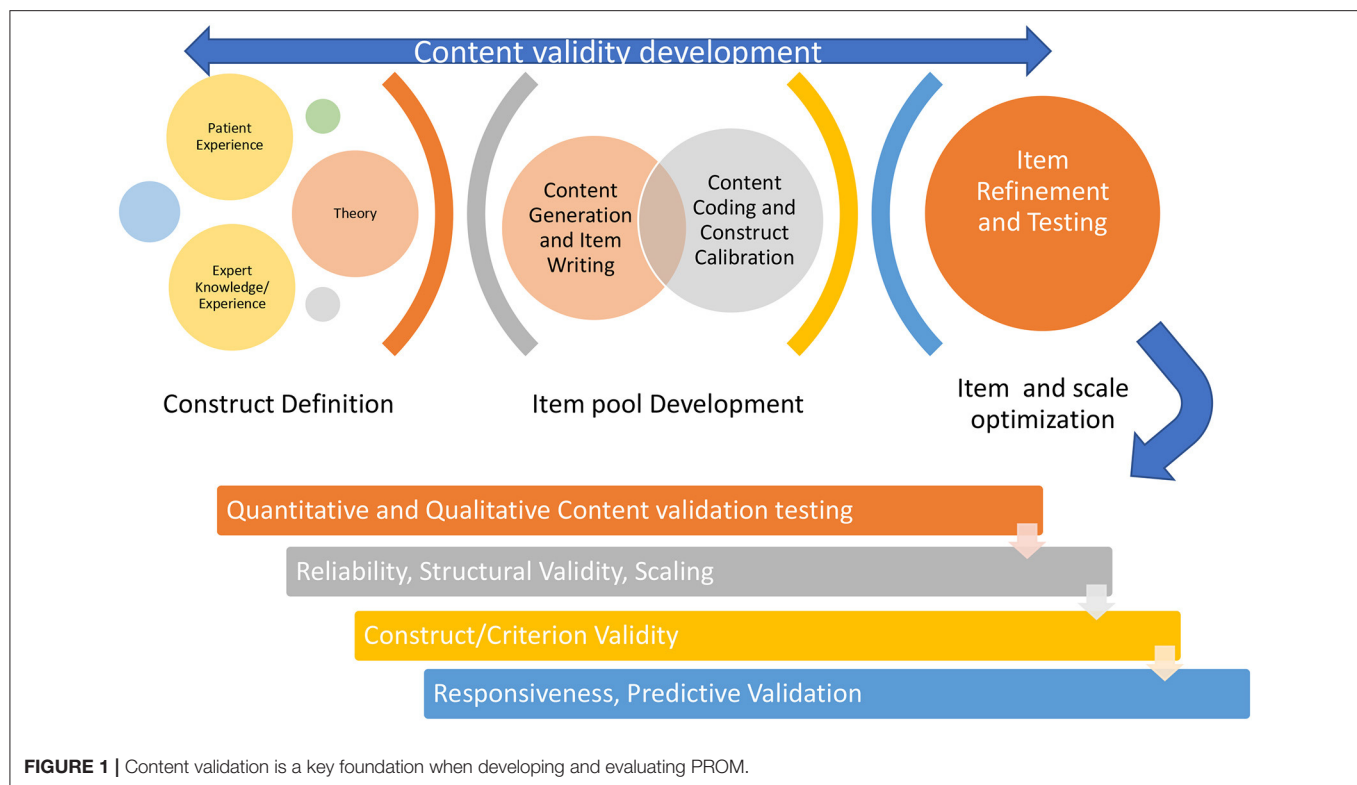 Content validity development
Patient
Experience
Theory
Expert
Knowledge/
Experience
Construct Definition
Content
Generation
and Item
Writing
Content
Coding and
Construct
Calibration
Item pool Development
Item
Refinement
and Testing
Item and scale
optimization
Quantitative and Qualitative Content validation testing
Reliability, Structural Validity, Scaling
Construct/Criterion Validity
Responsiveness, Predictive Validation
FIGURE 1 | Content validation is a key foundation when developing and evaluating PROM.